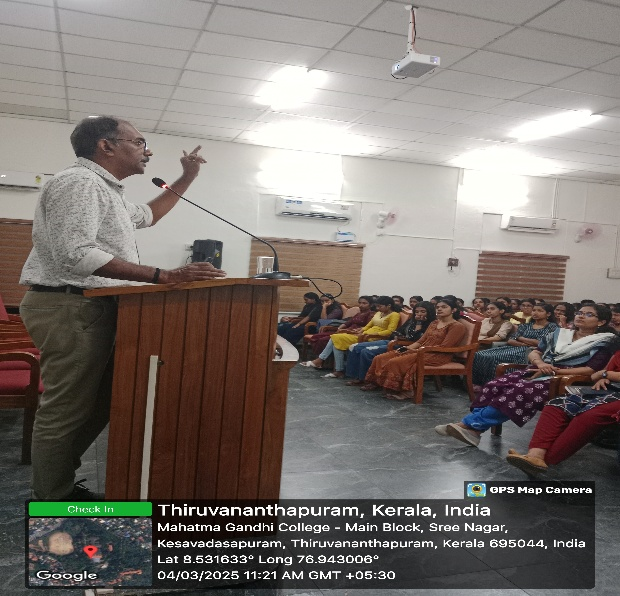 GPS Map Camera
Check In
Thiruvananthapuram, Kerala, India
Mahatma Gandhi College - Main Block, Sree Nagar,
Kesavadasapuram, Thiruvananthapuram, Kerala 695044, India
Lat 8.531633° Long 76.943006°
04/03/2025 11:21 AM GMT +05:30
Google